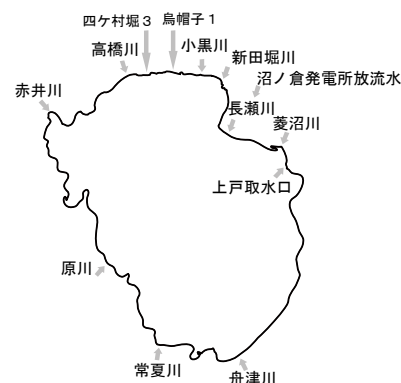 四ケ村堀３
烏帽子１
高橋川
小黒川
新田堀川
沼ノ倉発電所放流水
赤井川
長瀬川
菱沼川
上戸取水口
原川
常夏川
舟津川